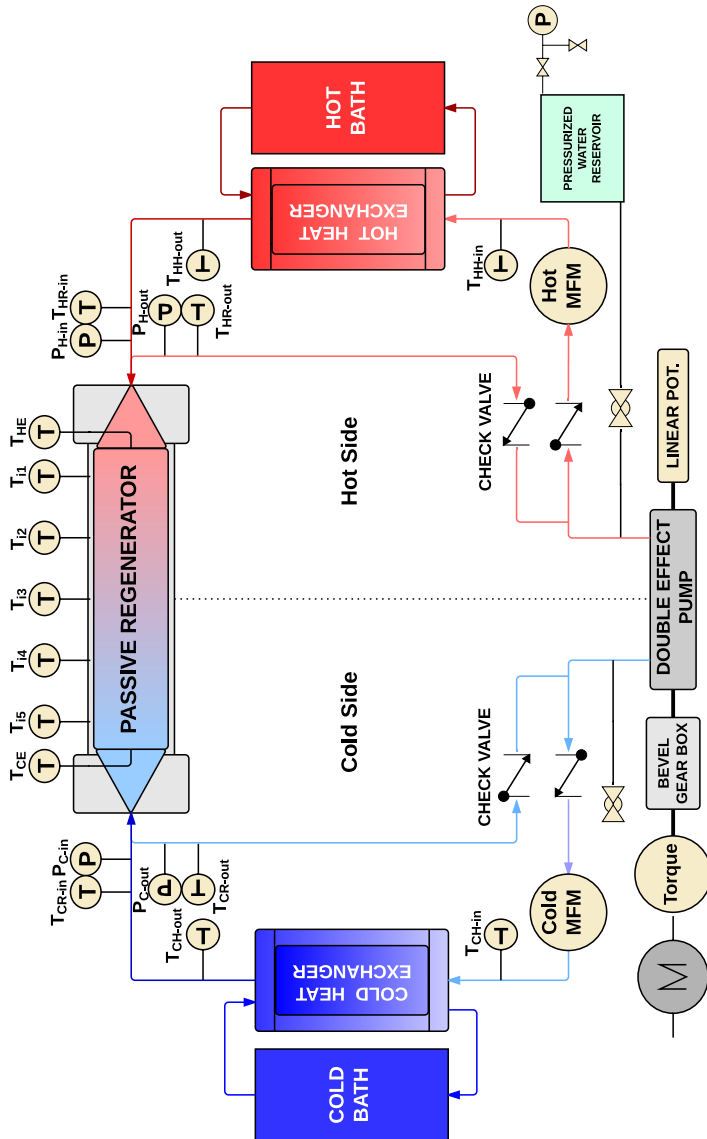 TCR-in PC-in
T
P
TCE
T
Ti5
T
Ti4
T
Ti3
T
Ti2
T
Ti1
T
THE
T
PH-in THR-in
P
T
PASSIVE REGENERATOR
PC-out
P
TCR-out
T
TCH-out
T
PH-out
P
THR-out
T
THH-out
T
COLD
BATH
COLD HEAT
EXCHANGER
Cold Side
Hot Side
HOT HEAT
EXCHANGER
HOT
BATH
TCH-in
T
CHECK VALVE
CHECK VALVE
THH-in
T
Cold
MFM
Hot
MFM
PRESSURIZED
WATER
RESERVOIR
P
M
Torque
BEVEL
GEAR BOX
DOUBLE EFFECT
PUMP
LINEAR POT.